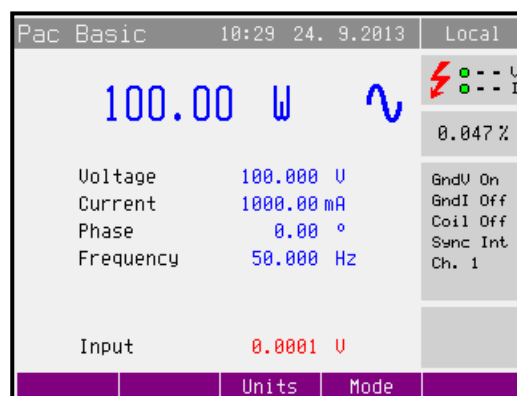 Pac Basic 10:29 24. 9.2013 Local
100.00 W
V
I
0.047 %
Voltage 100.000 V
Current 1000.00 mA
Phase 0.00 °
Frequency 50.000 Hz
GndV On
GndI Off
Coil Off
Sync Int
Ch. 1
Input 0.0001 V
Units Mode